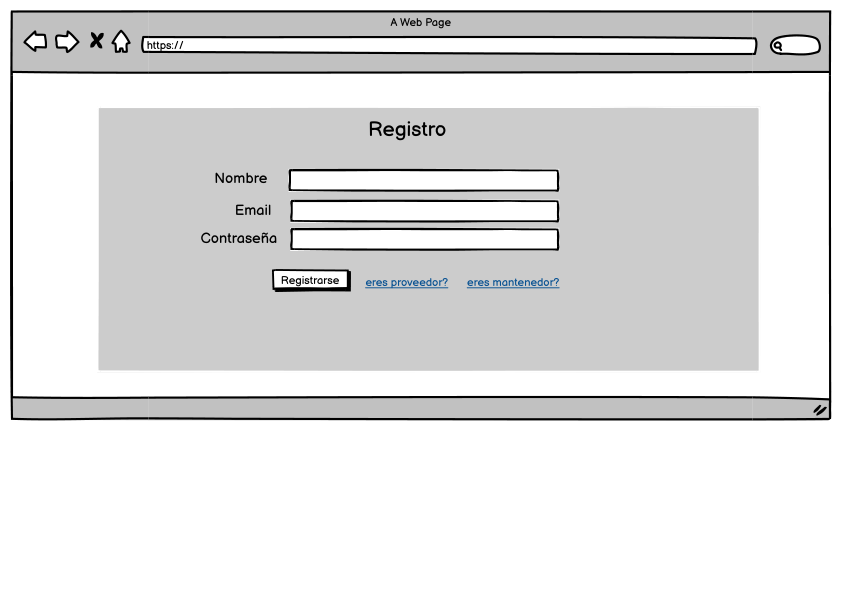 A Web Page
https://
Registro
Nombre
Email
Contraseña
Registrarse eres proveedor? eres mantenedor?